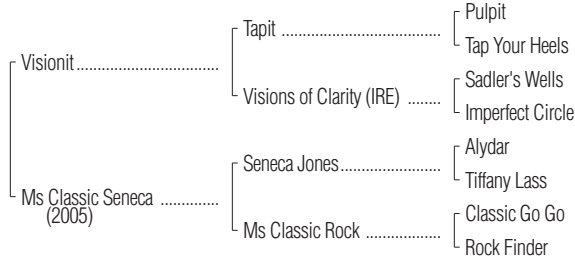 Pulpit
Tapit
Tap Your Heels
Visionit
Sadler's Wells
Visions of Clarity (IRE)
Imperfect Circle
Alydar
Seneca Jones
Tiffany Lass
Ms Classic Seneca
(2005)
Classic Go Go
Ms Classic Rock
Rock Finder